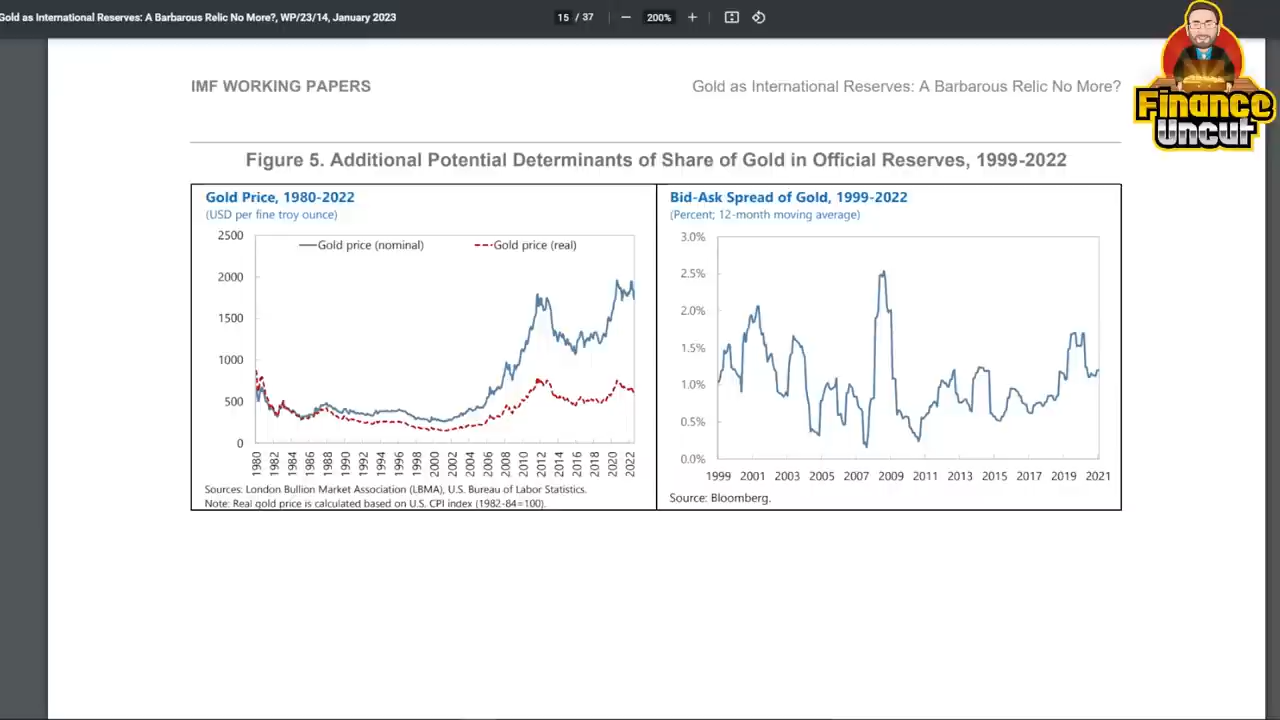 Gold as International Reserves: A Barbarous Relic No More?, WP/23/14, January 2023
15 / 37
200%
Finance
Uncut
IMF WORKING PAPERS
Gold as International Reserves: A Barbarous Relic No More?
Figure 5. Additional Potential Determinants of Share of Gold in Official Reserves, 1999-2022
Gold Price, 1980-2022
(USD per fine troy ounce)
Gold price (nominal)
Gold price (real)
2500
2000
1500
1000
500
0
1980 1982 1984 1986 1988 1990 1992 1994 1996 1998 2000 2002 2004 2006 2008 2010 2012 2014 2016 2018 2020 2022
Sources: London Bullion Market Association (LBMA), U.S. Bureau of Labor Statistics.
Note: Real gold price is calculated based on U.S. CPI index (1982-84=100).
Bid-Ask Spread of Gold, 1999-2022
(Percent; 12-month moving average)
3.0%
2.5%
2.0%
1.5%
1.0%
0.5%
0.0%
1999 2001 2003 2005 2007 2009 2011 2013 2015 2017 2019 2021
Source: Bloomberg.